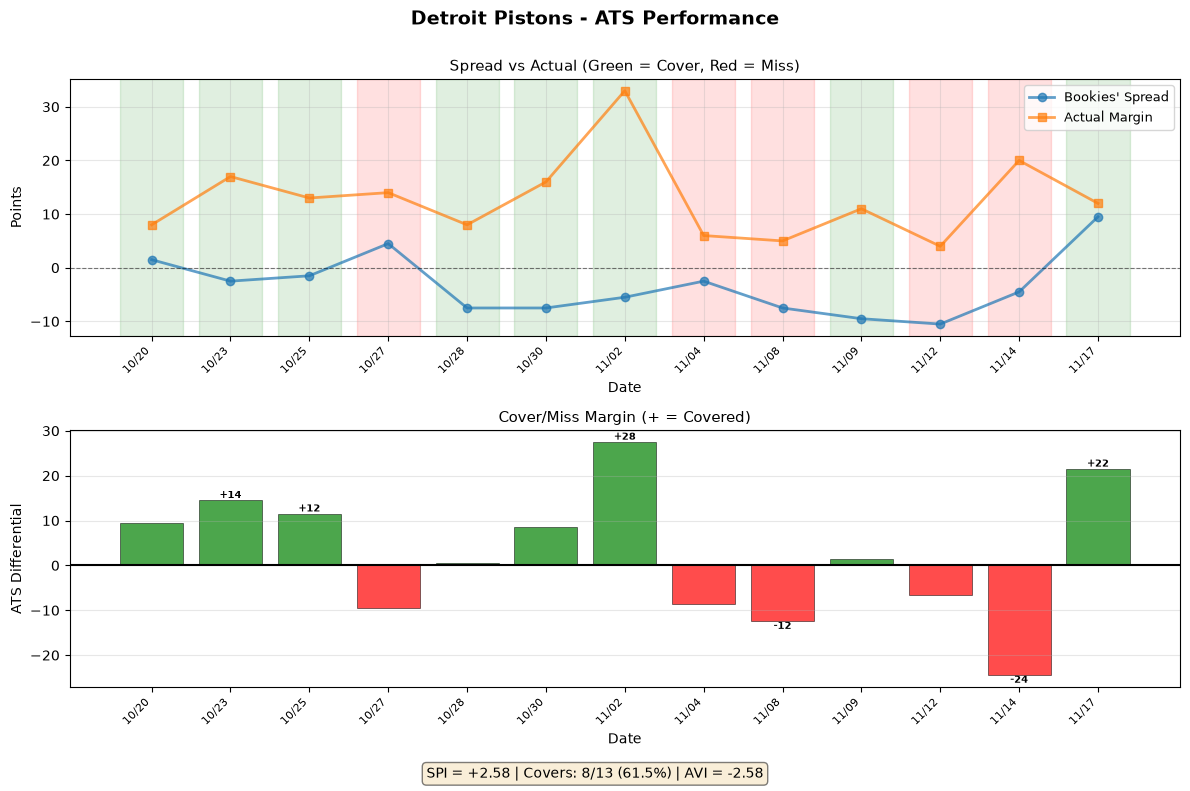 Detroit Pistons - ATS Performance
Spread vs Actual (Green = Cover, Red = Miss)
Points
30
20
10
0
−10
Bookies' Spread
Actual Margin
10/20 10/23 10/25 10/27 10/28 10/30 11/02 11/04 11/08 11/09 11/12 11/14 11/17
Date
Cover/Miss Margin (+ = Covered)
ATS Differential
30
20
10
0
−10
−20
+14
+12
+28
-12
-24
+22
10/20 10/23 10/25 10/27 10/28 10/30 11/02 11/04 11/08 11/09 11/12 11/14 11/17
Date
SPI = +2.58 | Covers: 8/13 (61.5%) | AVI = -2.58